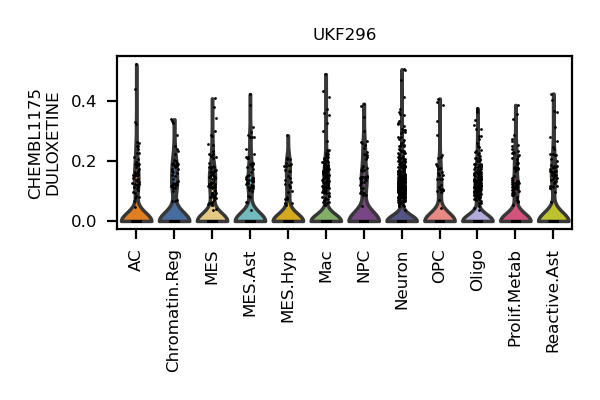 UKF296
CHEMBL1175
DULOXETINE
0.4
0.2
0.0
AC
Chromatin.Reg
MES
MES.Ast
MES.Hyp
Mac
NPC
Neuron
OPC
Oligo
Prolif.Metab
Reactive.Ast